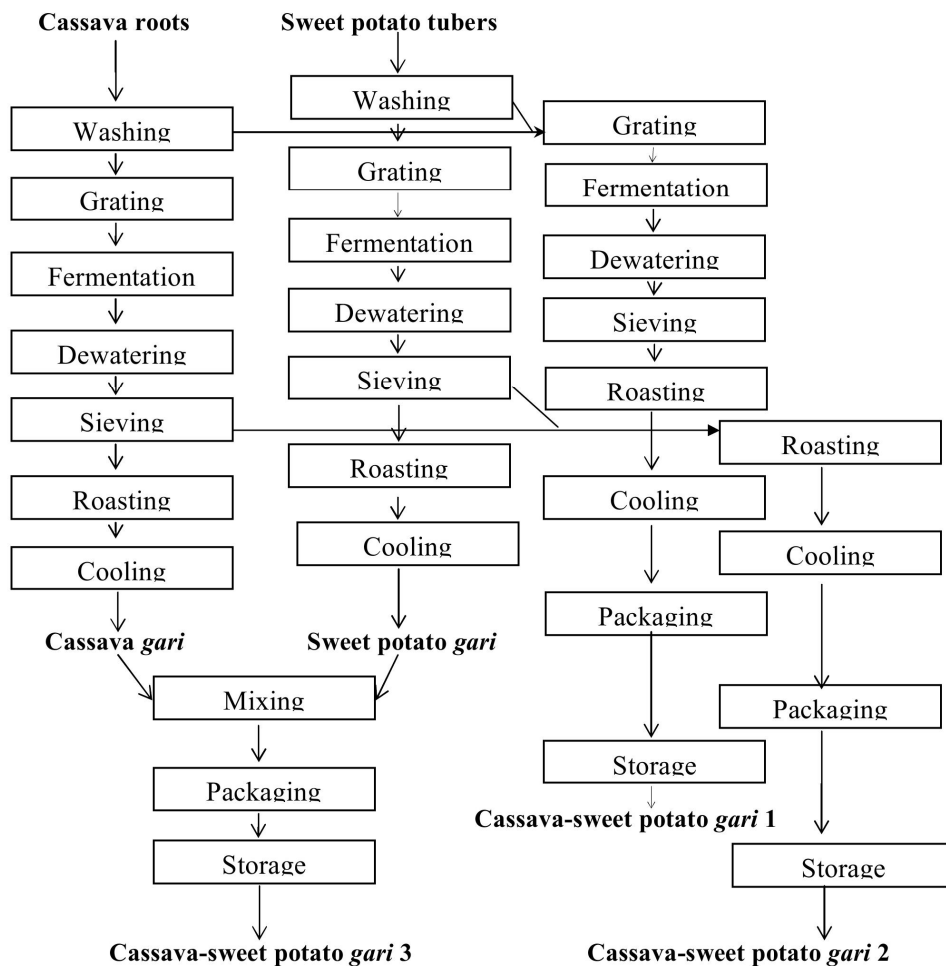 Cassava roots
Washing
Grating
Fermentation
Dewatering
Sieving
Roasting
Cooling
Cassava gari
Sweet potato tubers
Washing
Grating
Fermentation
Dewatering
Sieving
Roasting
Cooling
Sweet potato gari
Mixing
Packaging
Storage
Cassava-sweet potato gari 3
Grating
Fermentation
Dewatering
Sieving
Roasting
Cooling
Packaging
Storage
Cassava-sweet potato gari 1
Roasting
Cooling
Packaging
Storage
Cassava-sweet potato gari 2